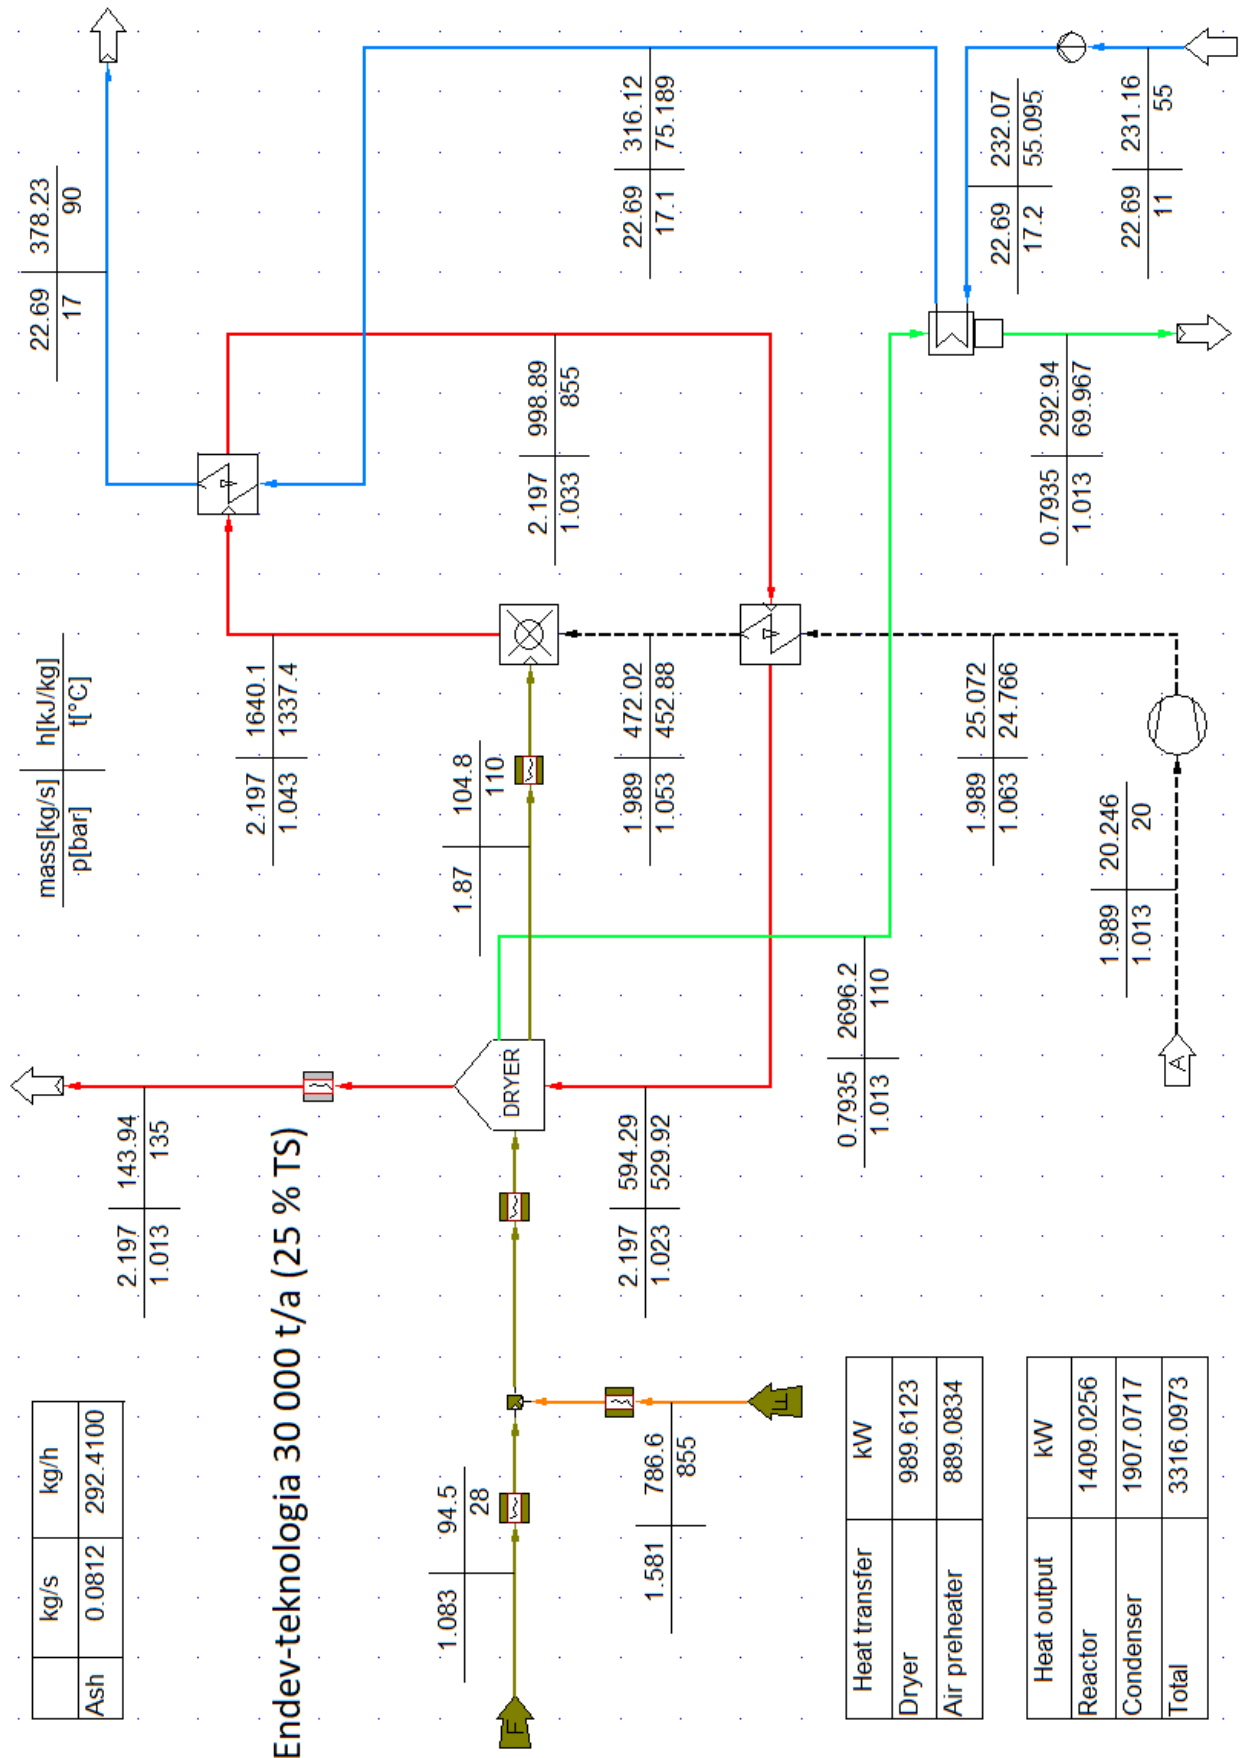 kg/s kg/h
Ash 0.0812 292.4100
2.197 143.94
1.013 135
mass[kg/s] h[kJ/kg]
p[bar] t[°C]
22.69 378.23
17 90
Endev-teknologia 30 000 t/a (25 % TS)
2.197 1640.1
1.043 1337.4
1.083 94.5
28
F
DRYER
1.87 104.8
110
2.197 998.89
1.033 855
1.581 786.6
855
E
2.197 594.29
1.023 529.92
1.989 472.02
1.053 452.88
22.69 316.12
17.1 75.189
Heat transfer kW
Dryer 989.6123
Air preheater 889.0834
0.7935 2696.2
1.013 110
1.989 25.072
1.063 24.766
0.7935 292.94
1.013 69.967
22.69 232.07
17.2 55.095
Heat output kW
Reactor 1409.0256
Condenser 1907.0717
Total 3316.0973
1.989 20.246
1.013 20
22.69 231.16
11 55
A